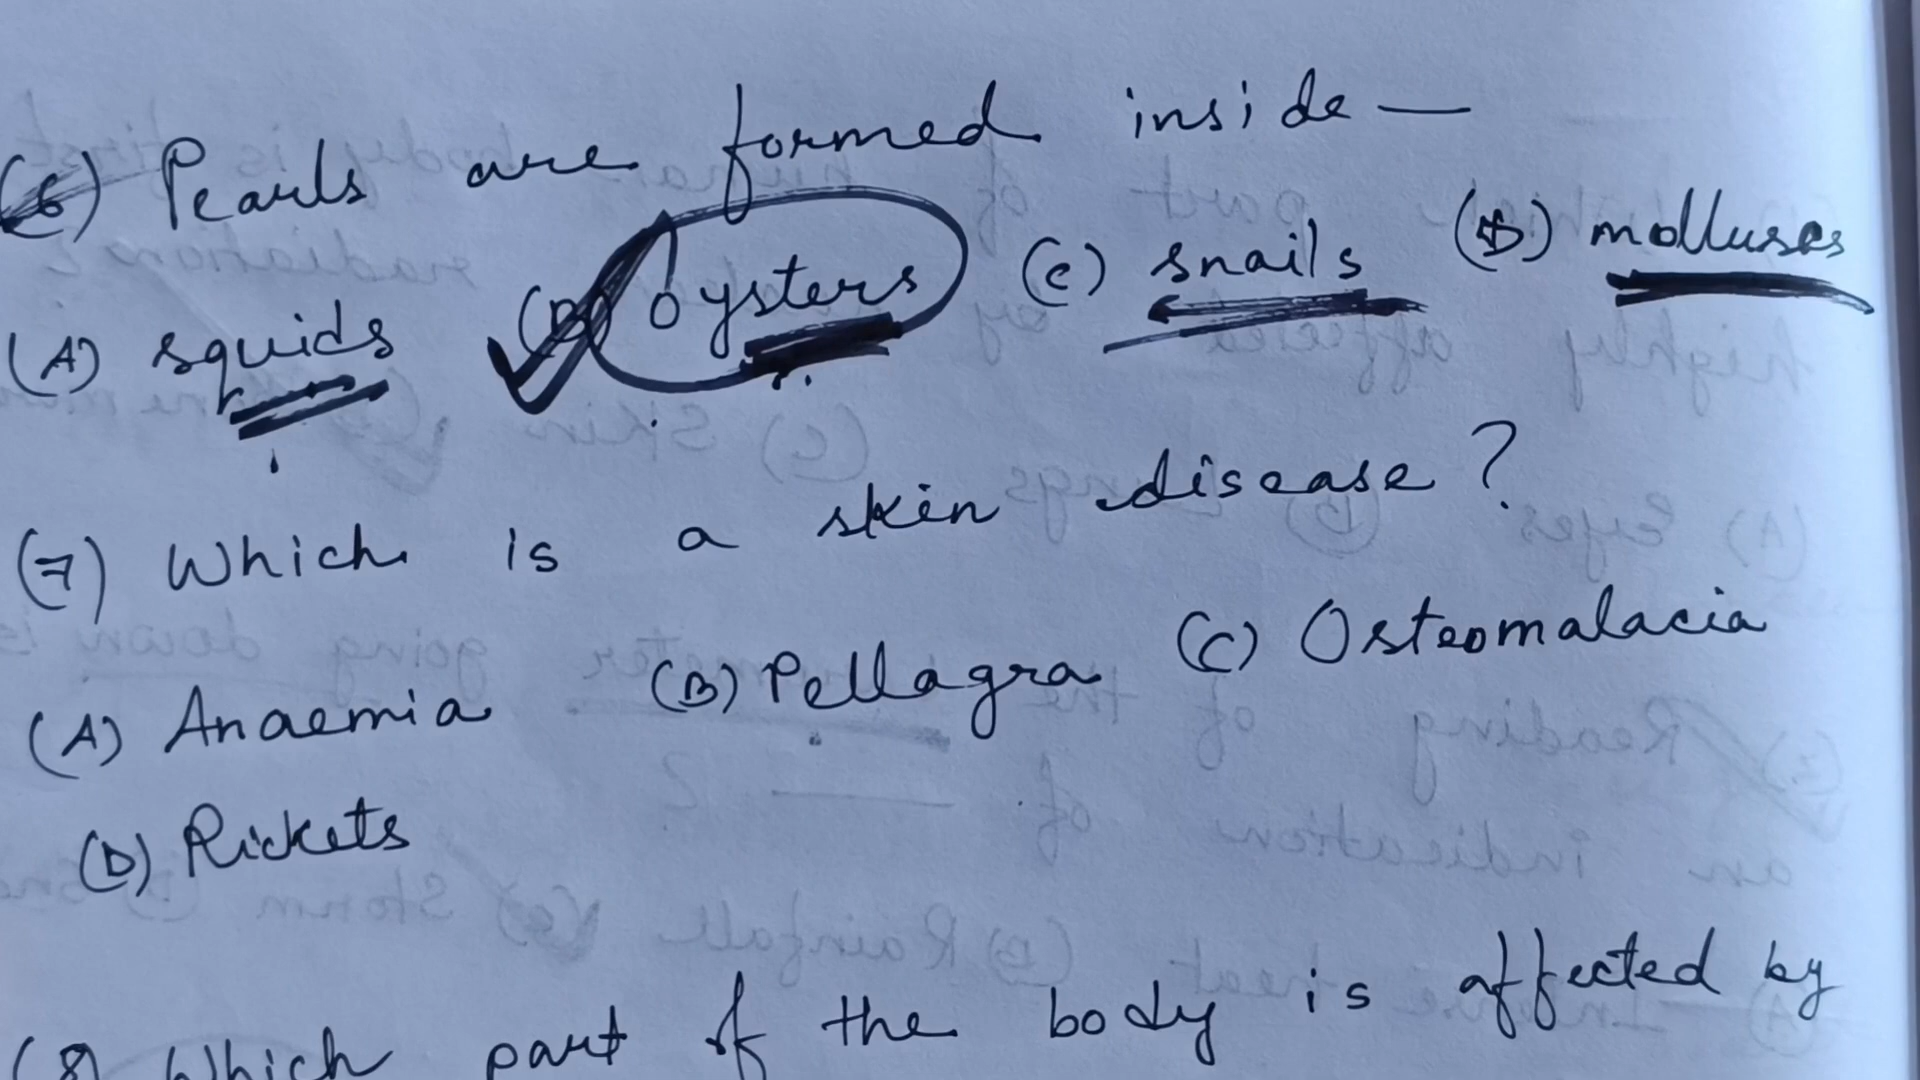 (6) Pearls are formed inside —
(A) squids (B) oysters (C) snails (D) molluscs
(7) Which is a skin disease?
(A) Anaemia (B) Pellagra (C) Osteomalacia
(D) Rickets
(8) Which part of the body is affected by